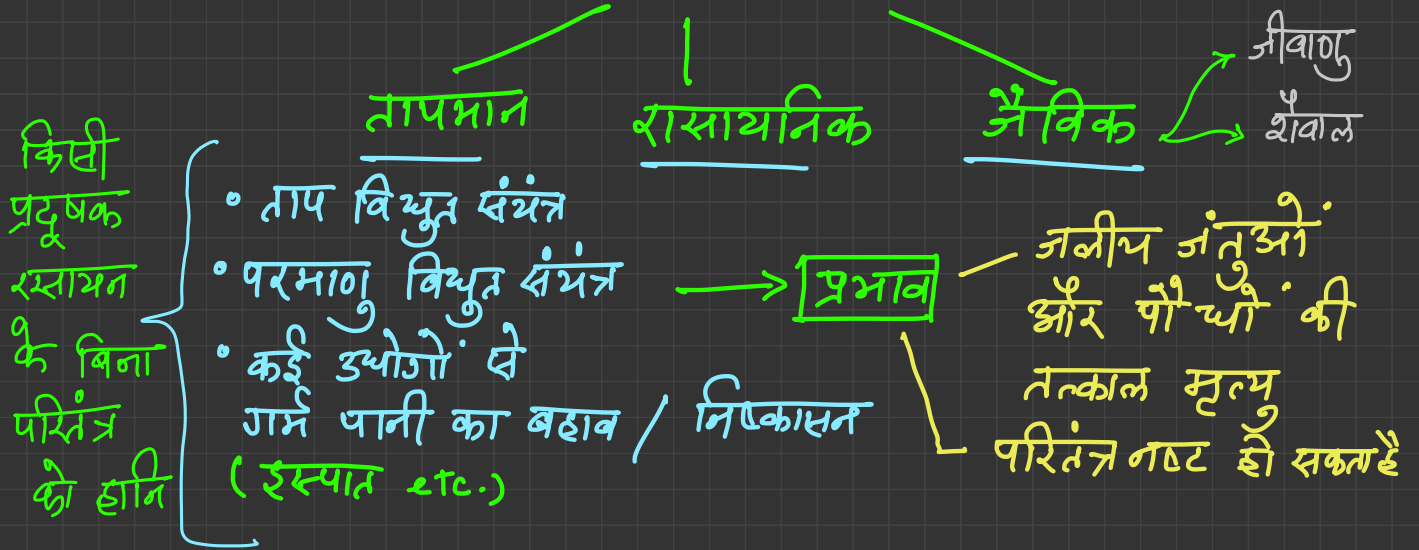 जीवाणु
शैवाल
तापमान रासायनिक जैविक
किसी
प्रदूषक
रसायन
के बिना
परितंत्र
को हानि
• ताप विद्युत संयंत्र
• परमाणु विद्युत संयंत्र
• कई उद्योगों से
गर्म पानी का बहाव / निष्कासन
(इस्पात etc.)
प्रभाव
जलीय जंतुओं
और पौधों की
तत्काल मृत्यु
परितंत्र नष्ट हो सकता है